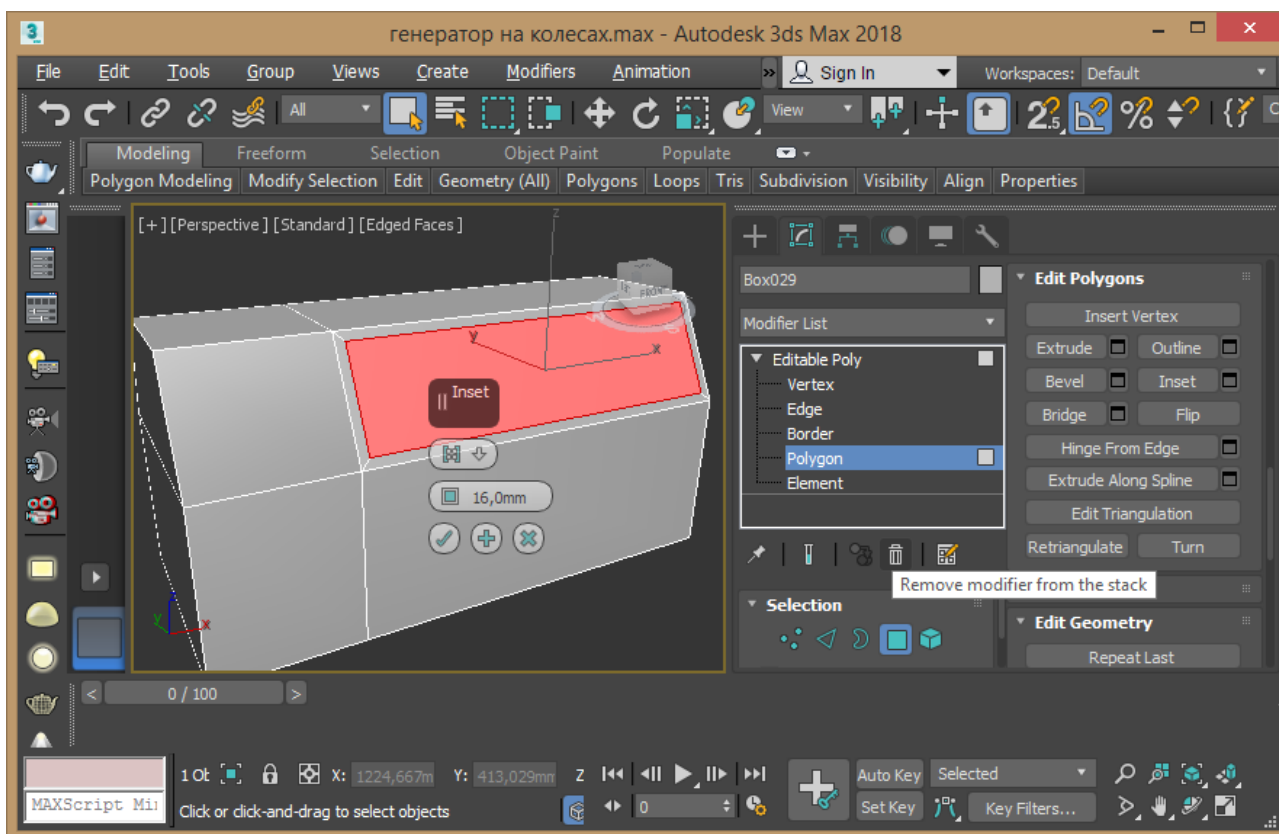 генератор на колесах.max - Autodesk 3ds Max 2018
File Edit Tools Group Views Create Modifiers Animation » Sign In Workspaces: Default
All View
Modeling Freeform Selection Object Paint Populate
Polygon Modeling Modify Selection Edit Geometry (All) Polygons Loops Tris Subdivision Visibility Align Properties
[+] [Perspective] [Standard] [Edged Faces]
z
y
x
Inset
16,0mm
z
y
x
Box029
Modifier List
Editable Poly
Vertex
Edge
Border
Polygon
Element
Remove modifier from the stack
Selection
Edit Polygons
Insert Vertex
Extrude Outline
Bevel Inset
Bridge Flip
Hinge From Edge
Extrude Along Spline
Edit Triangulation
Retriangulate Turn
Edit Geometry
Repeat Last
< 0 / 100 >
X: 1224,667m Y: 413,029mm Z
Auto Key Selected
MAXScript Mi
Click or click-and-drag to select objects
0
Set Key Key Filters...